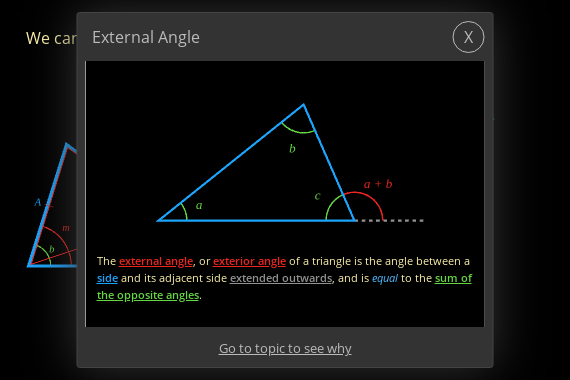 We car
External Angle
X
b
a + b
c
a
A
m
b
The external angle, or exterior angle of a triangle is the angle between a
side and its adjacent side extended outwards, and is equal to the sum of
the opposite angles.
Go to topic to see why